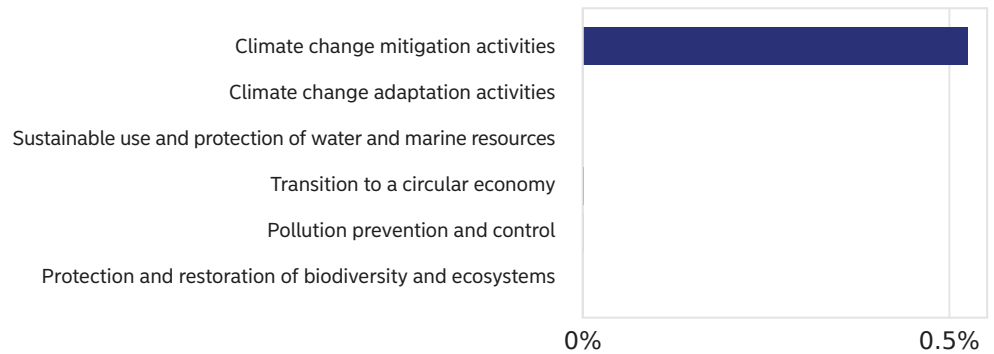 Climate change mitigation activities
Climate change adaptation activities
Sustainable use and protection of water and marine resources
Transition to a circular economy
Pollution prevention and control
Protection and restoration of biodiversity and ecosystems
0% 0.5%